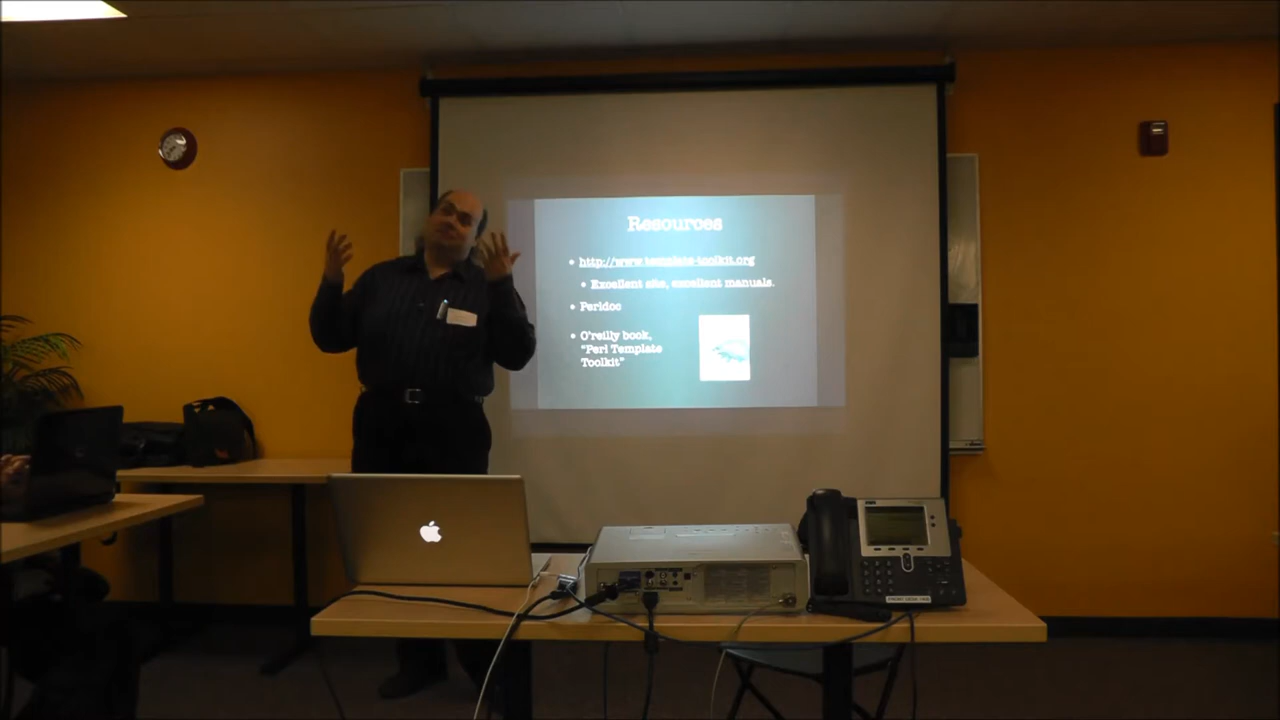 Resources
http://www.template-toolkit.org
Excellent site, excellent manuals.
Perldoc
O'reilly book,
"Perl Template
Toolkit"